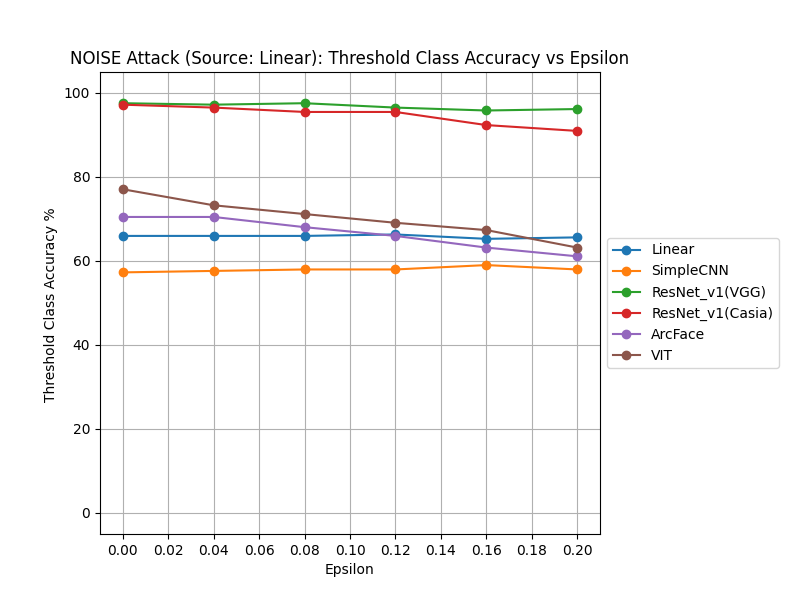 NOISE Attack (Source: Linear): Threshold Class Accuracy vs Epsilon
100
80
60
40
20
0
Threshold Class Accuracy %
0.00 0.02 0.04 0.06 0.08 0.10 0.12 0.14 0.16 0.18 0.20
Epsilon
Linear
SimpleCNN
ResNet_v1(VGG)
ResNet_v1(Casia)
ArcFace
VIT